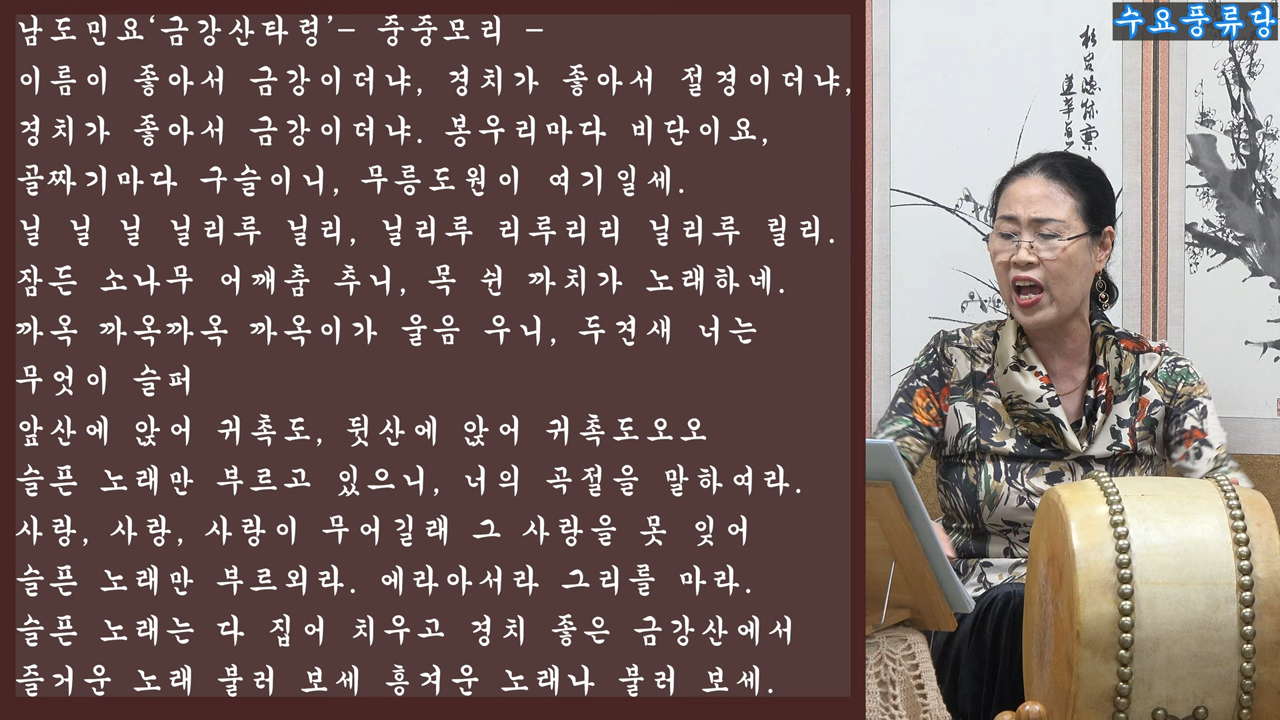 남도민요‘금강산타령’- 중중모리 -
이름이 좋아서 금강이더냐, 경치가 좋아서 절경이더냐,
경치가 좋아서 금강이더냐. 봉우리마다 비단이요,
골짜기마다 구슬이니, 무릉도원이 여기일세.
닐 닐 닐 닐리루 닐리, 닐리루 리루리리 닐리루 릴리.
잠든 소나무 어깨춤 추니, 목 쉰 까치가 노래하네.
까옥 까옥까옥 까옥이가 울음 우니, 두견새 너는
무엇이 슬퍼
앞산에 앉어 귀촉도, 뒷산에 앉어 귀촉도오오
슬픈 노래만 부르고 있으니, 너의 곡절을 말하여라.
사랑, 사랑, 사랑이 무어길래 그 사랑을 못 잊어
슬픈 노래만 부르외라. 에라아서라 그리를 마라.
슬픈 노래는 다 집어 치우고 경치 좋은 금강산에서
즐거운 노래 불러 보세 흥겨운 노래나 불러 보세.
수요풍류당